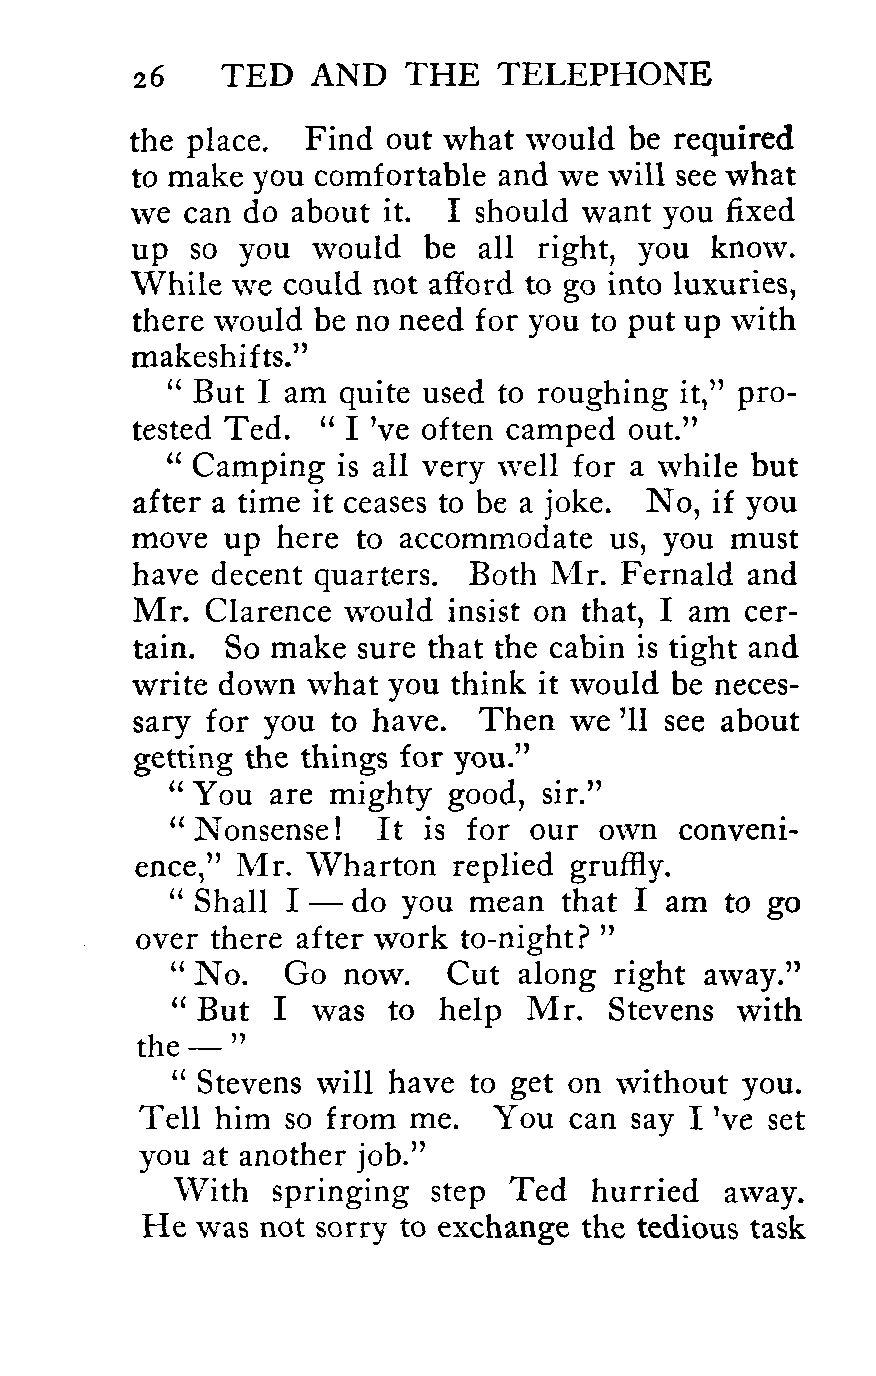 26 TED AND THE TELEPHONE
the place. Find out what would be required
to make you comfortable and we will see what
we can do about it. I should want you fixed
up so you would be all right, you know.
While we could not afford to go into luxuries,
there would be no need for you to put up with
makeshifts.”
“ But I am quite used to roughing it,” pro-
tested Ted. “ I ’ve often camped out.”
“ Camping is all very well for a while but
after a time it ceases to be a joke. No, if you
move up here to accommodate us, you must
have decent quarters. Both Mr. Fernald and
Mr. Clarence would insist on that, I am cer-
tain. So make sure that the cabin is tight and
write down what you think it would be neces-
sary for you to have. Then we ’ll see about
getting the things for you.”
“ You are mighty good, sir.”
“ Nonsense! It is for our own conveni-
ence,” Mr. Wharton replied gruffly.
“ Shall I — do you mean that I am to go
over there after work to-night? ”
“ No. Go now. Cut along right away.”
“ But I was to help Mr. Stevens with
the — ”
“ Stevens will have to get on without you.
Tell him so from me. You can say I ’ve set
you at another job.”
With springing step Ted hurried away.
He was not sorry to exchange the tedious task